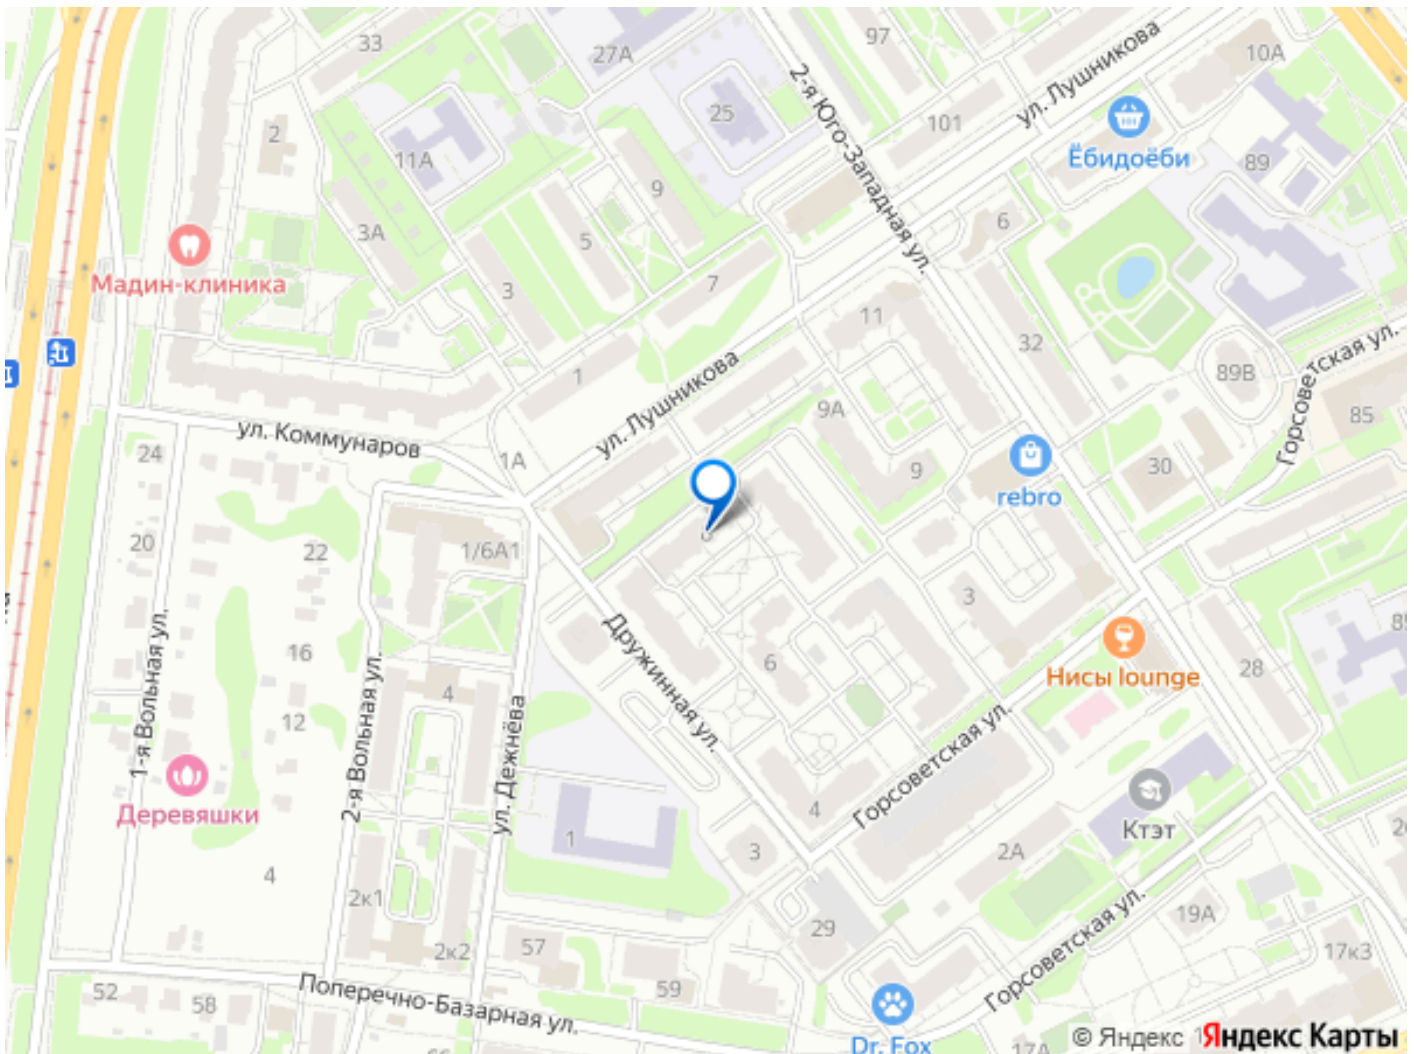 33
27А
97
10А
ул. Лушникова
2-я Юго-Западная ул.
2
25
101
Ёбидоёби
89
11А
9
3А
5
6
Мадин-клиника
3
7
11
32
1
89В
Горсоветская ул.
ул. Лушникова
9А
85
ул. Коммунаров
24
1А
9
30
rebro
20
22
1/6А1
3
1-я Вольная ул.
16
2-я Вольная ул.
Дружинная ул.
6
Нисы lounge
28
4
12
ул. Дежнёва
Горсоветская ул.
Деревяшки
4
1
Ктэт
3
2А
4
2к1
29
19А
Горсоветская ул.
57
2к2
17к3
52
58
59
Поперечно-Базарная ул.
Dr. Fox
17А
© Яндекс
Яндекс Карты